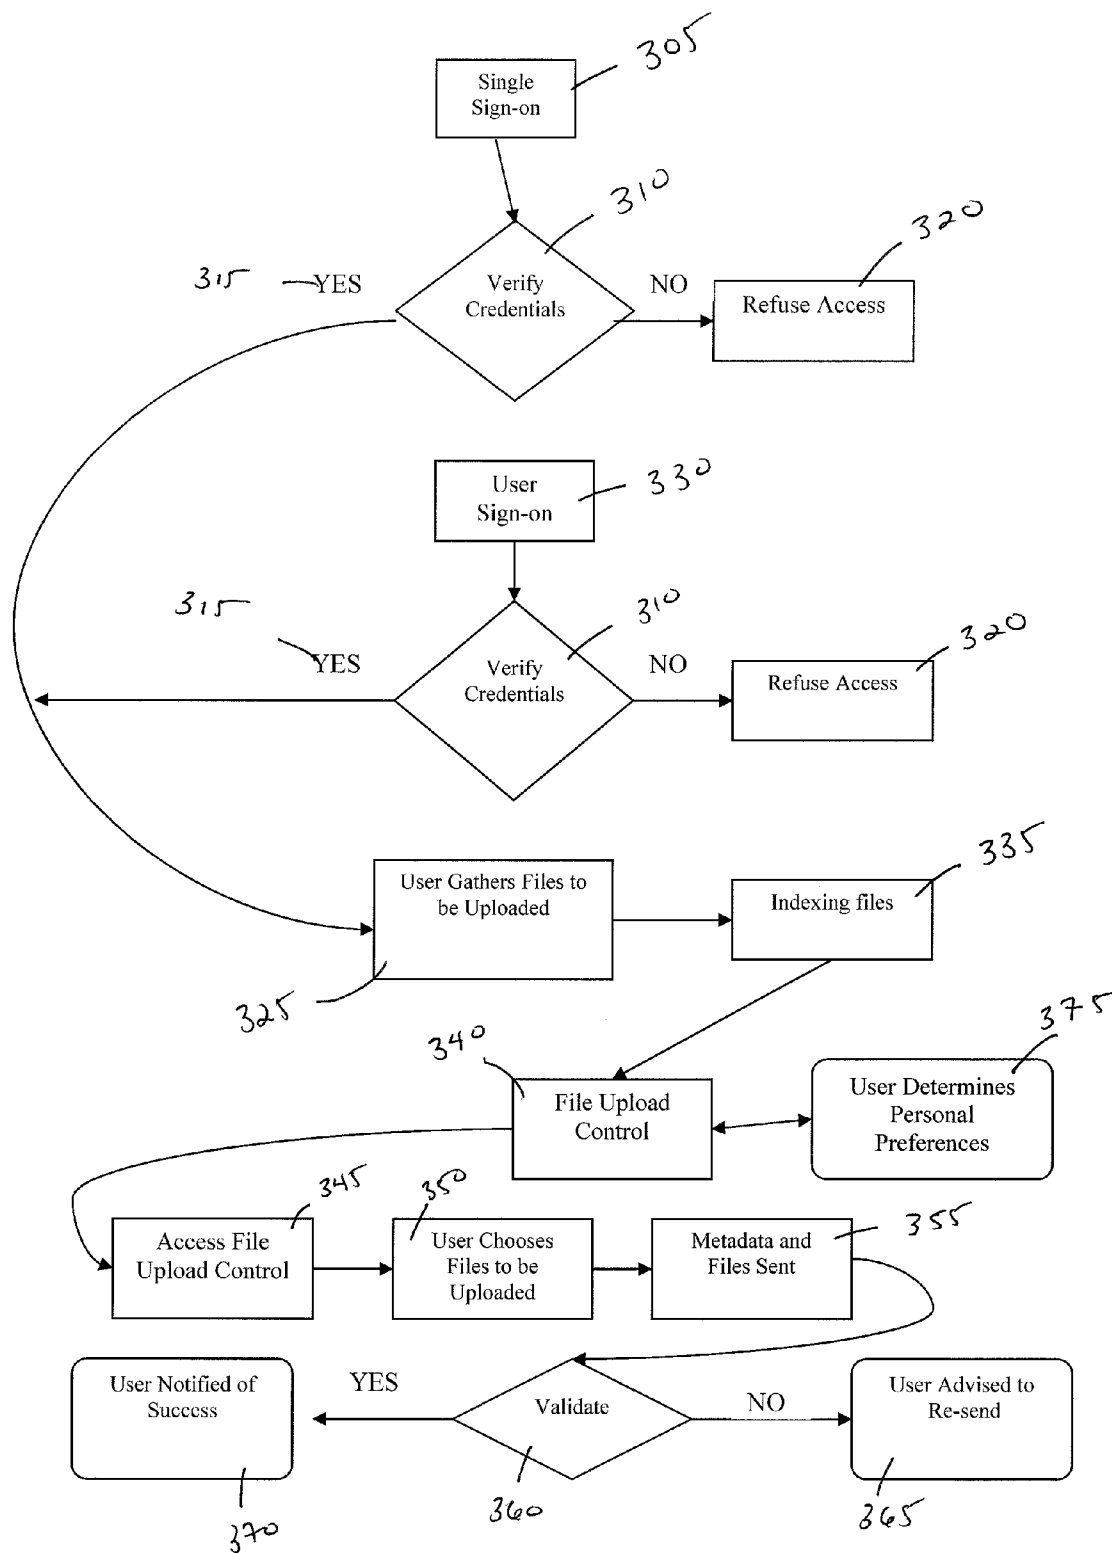 305
Single
Sign-on
310
320
315
YES
Verify
Credentials
NO
Refuse Access
User
Sign-on
330
315
310
320
YES
Verify
Credentials
NO
Refuse Access
335
User Gathers Files to
be Uploaded
Indexing files
325
340
375
File Upload
Control
User Determines
Personal
Preferences
345
350
355
Access File
Upload Control
User Chooses
Files to be
Uploaded
Metadata and
Files Sent
User Notified of
Success
YES
Validate
NO
User Advised to
Re-send
370
360
365